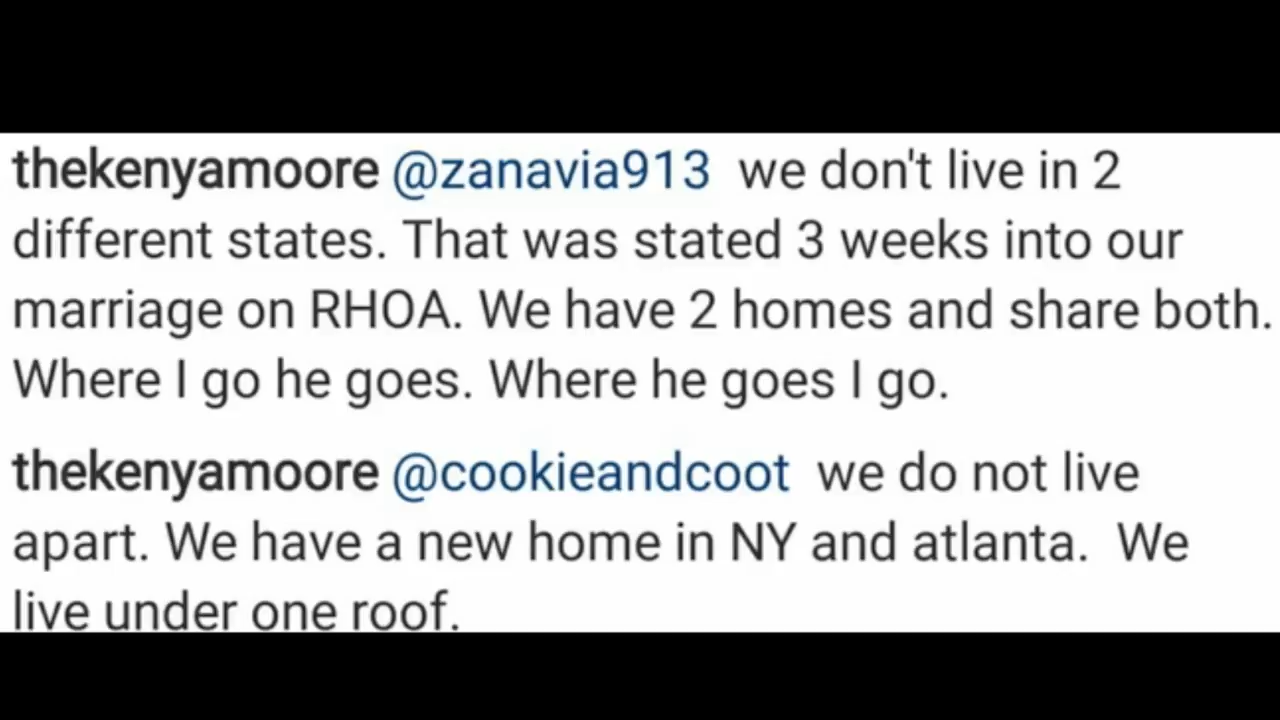 thekenyamoore @zanavia913 we don't live in 2
different states. That was stated 3 weeks into our
marriage on RHOA. We have 2 homes and share both.
Where I go he goes. Where he goes I go.
thekenyamoore @cookieandcoot we do not live
apart. We have a new home in NY and atlanta. We
live under one roof.